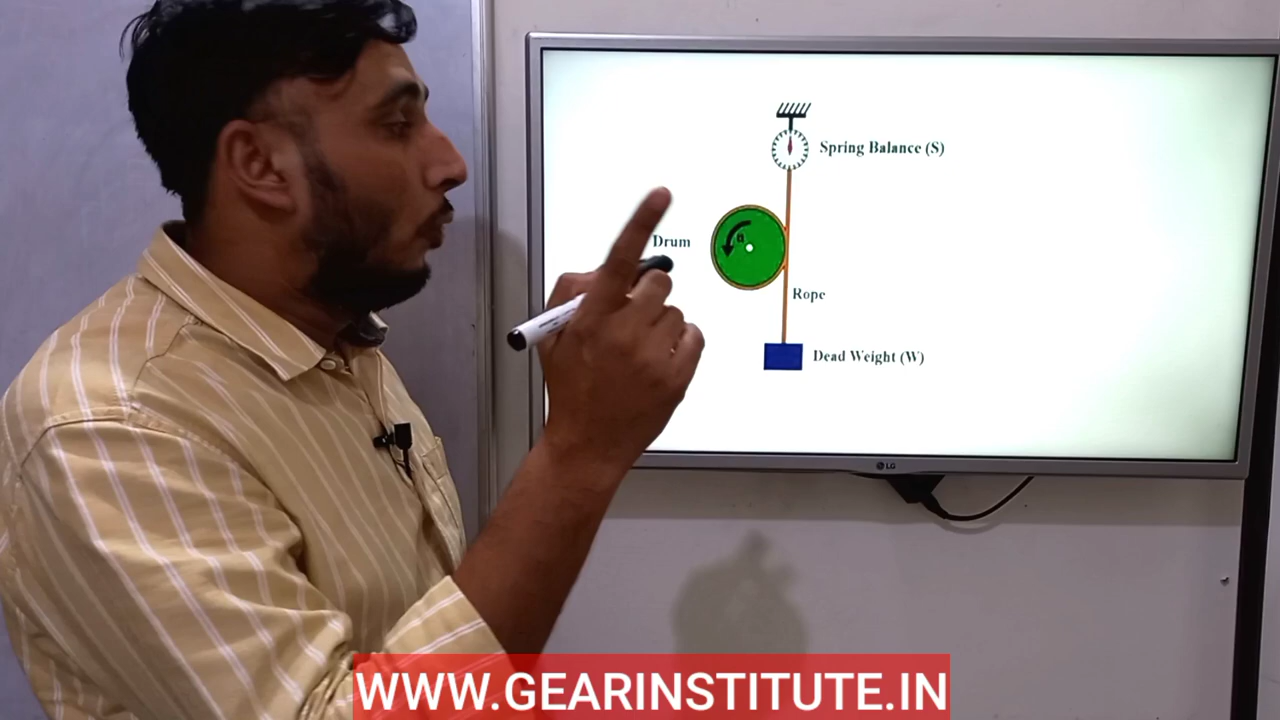 Spring Balance (S)
Drum
Rope
Dead Weight (W)
LG
WWW.GEARINSTITUTE.IN